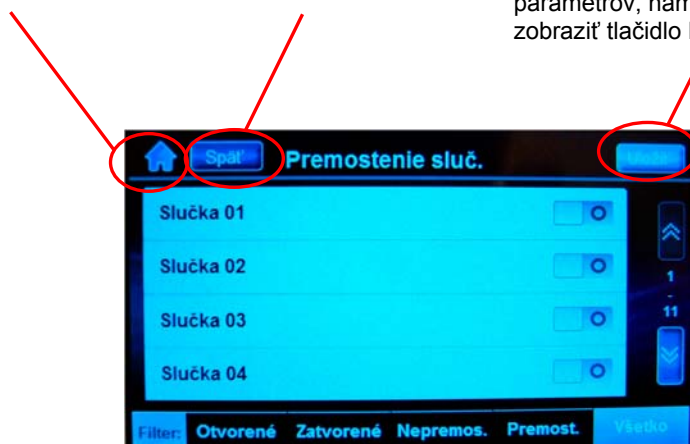 parametrov, nam
zobraziť tlačidlo
Späť Premostenie sluč.
Slučka 01
Slučka 02
1
-
11
Slučka 03
Slučka 04
Filter: Otvorené Zatvorené Nepremos. Premost. Všetko